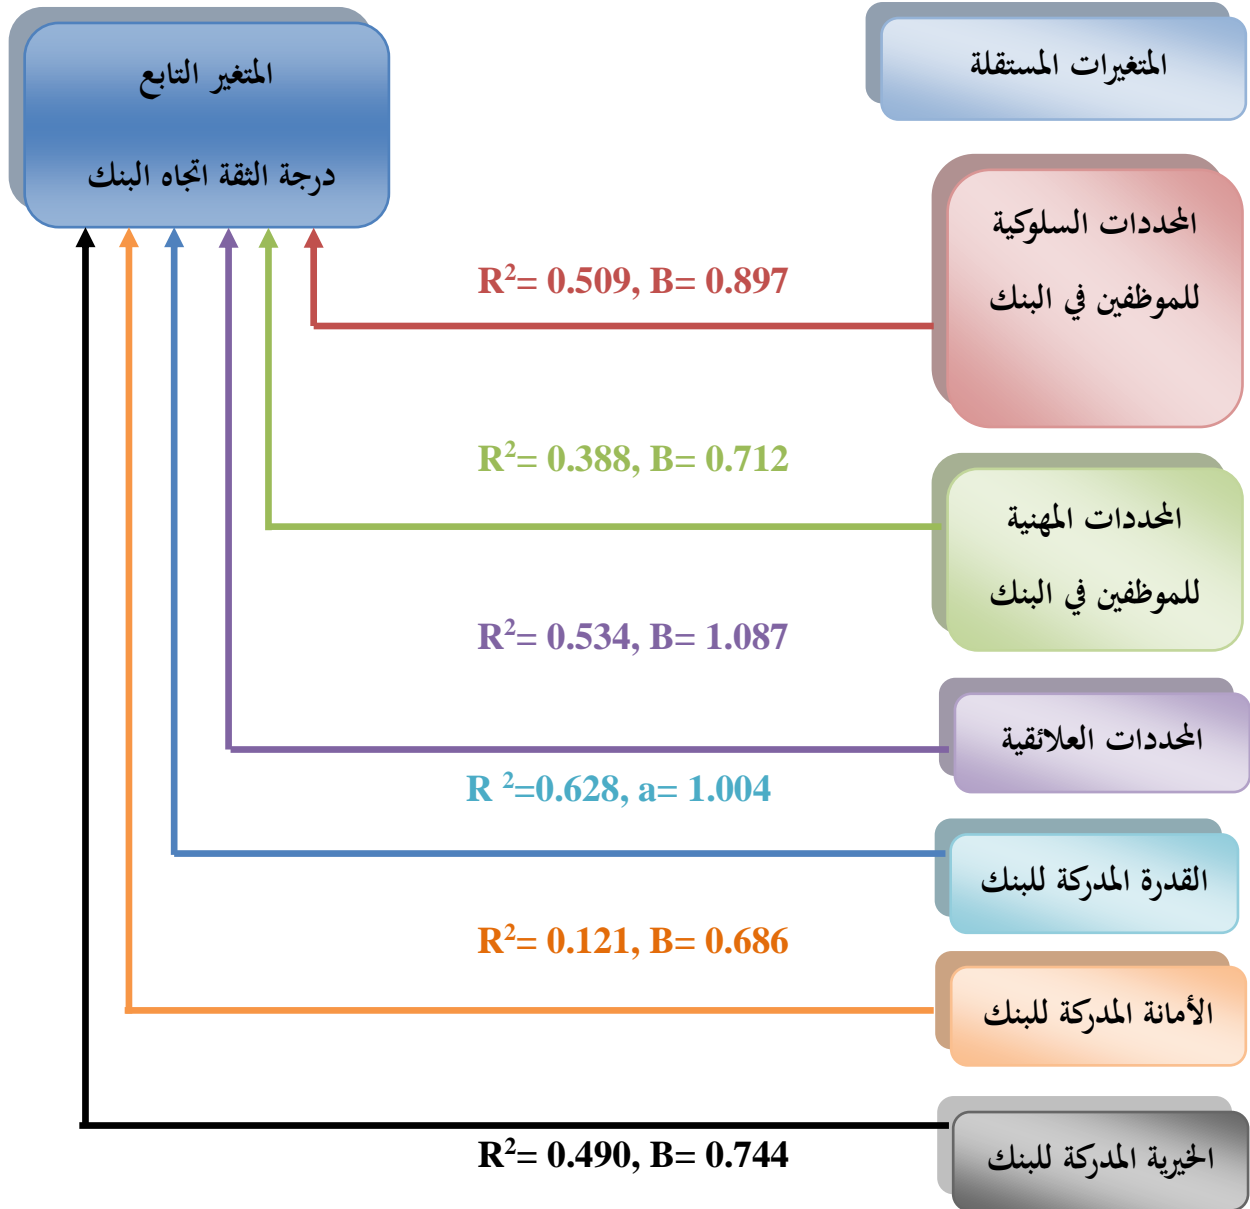 المتغيرات المستقلة
المتغير التابع
درجة الثقة اتجاه البنك
المحددات السلوكية
للموظفين في البنك
R²= 0.509, B= 0.897
المحددات المهنية
للموظفين في البنك
R²= 0.388, B= 0.712
المحددات العلائقية
R²= 0.534, B= 1.087
القدرة المدركة للبنك
R ²=0.628, a= 1.004
الأمانة المدركة للبنك
R²= 0.121, B= 0.686
الخيرية المدركة للبنك
R²= 0.490, B= 0.744